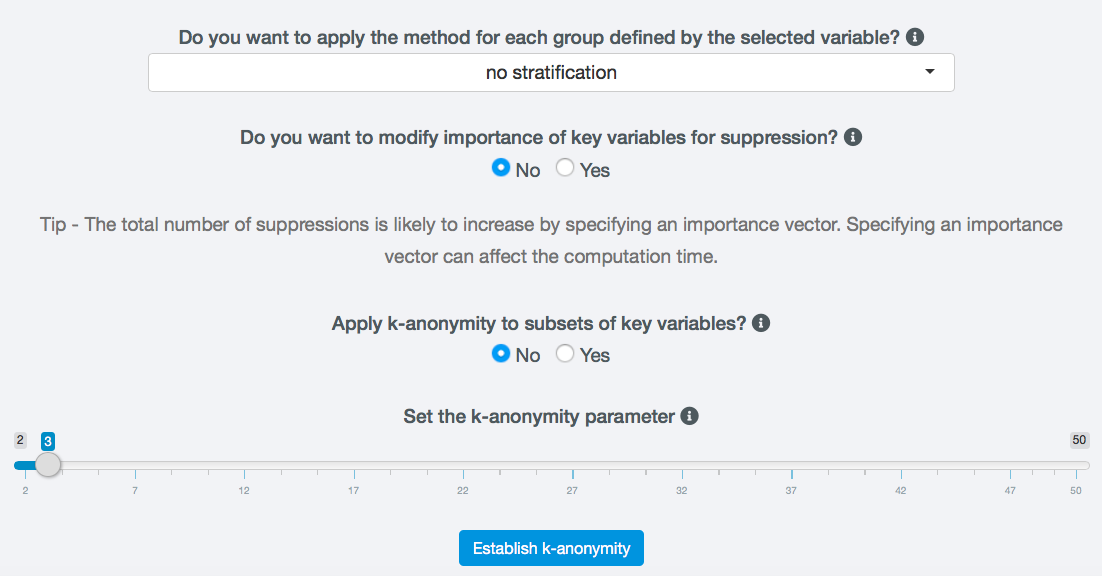 Do you want to apply the method for each group defined by the selected variable?
no stratification
Do you want to modify importance of key variables for suppression?
No Yes
Tip - The total number of suppressions is likely to increase by specifying an importance vector. Specifying an importance
vector can affect the computation time.
Apply k-anonymity to subsets of key variables?
No Yes
Set the k-anonymity parameter
2 3 50
2 7 12 17 22 27 32 37 42 47 50
Establish k-anonymity